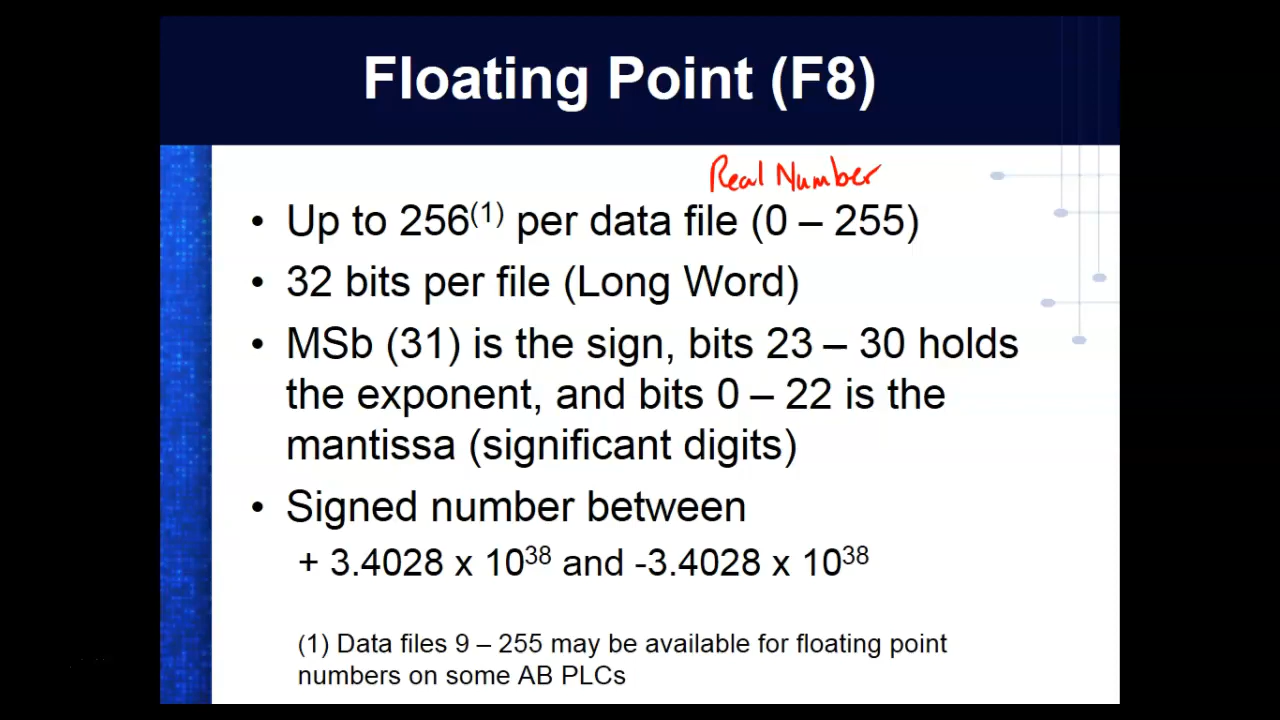 Floating Point (F8)
Real Number
• Up to 256(1) per data file (0 – 255)
• 32 bits per file (Long Word)
• MSb (31) is the sign, bits 23 – 30 holds
the exponent, and bits 0 – 22 is the
mantissa (significant digits)
• Signed number between
+ 3.4028 x 10³⁸ and -3.4028 x 10³⁸
(1) Data files 9 – 255 may be available for floating point
numbers on some AB PLCs